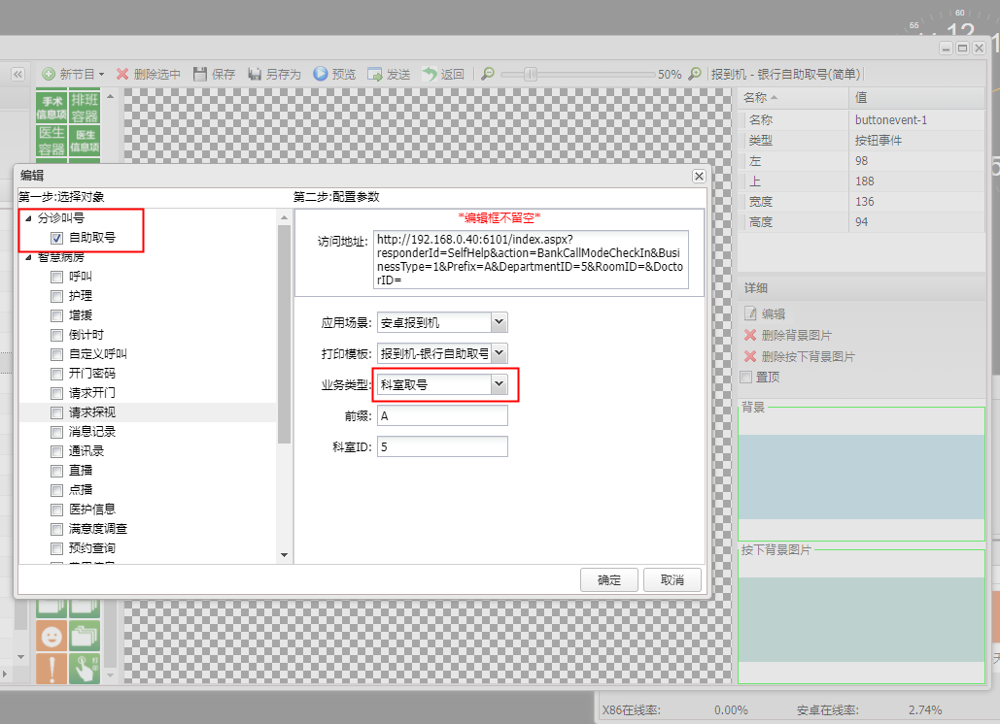 60
55
12
新节目
删除选中
保存
另存为
预览
发送
返回
50%
报到机 - 银行自助取号(简单)
手术
信息项
排班
容器
医生
容器
医生
信息项
名称
值
名称
buttonevent-1
类型
按钮事件
左
98
上
188
宽度
136
高度
94
详细
编辑
删除背景图片
删除按下背景图片
置顶
背景
按下背景图片
编辑
第一步:选择对象
第二步:配置参数
分诊叫号
自助取号
智慧病房
呼叫
护理
增援
倒计时
自定义呼叫
开门密码
请求开门
请求探视
消息记录
通讯录
直播
点播
医护信息
满意度调查
预约查询
*编辑框不留空*
访问地址:
http://192.168.0.40:6101/index.aspx?
responderId=SelfHelp&action=BankCallModeCheckIn&Busi
nessType=1&Prefix=A&DepartmentID=5&RoomID=&Docto
rID=
应用场景:
安卓报到机
打印模板:
报到机-银行自助取号
业务类型:
科室取号
前缀:
A
科室ID:
5
确定
取消
X86在线率:
0.00%
安卓在线率:
2.74%